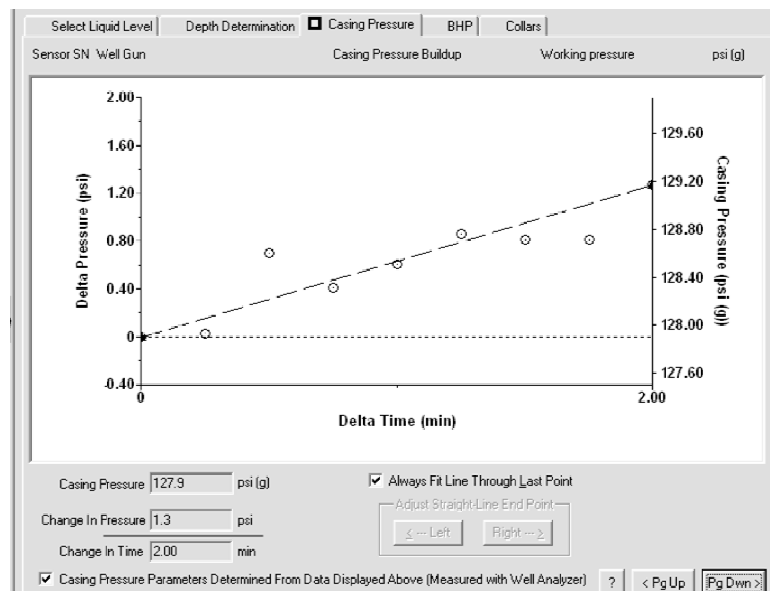 Select Liquid Level Depth Determination Casing Pressure BHP Collars
Sensor SN Well Gun Casing Pressure Buildup Working pressure psi (g)
2.00
1.60
1.20
0.80
0.40
0
-0.40
Delta Pressure (psi)
129.60
129.20
128.80
128.40
128.00
127.60
Casing Pressure (psi (g))
0 2.00
Delta Time (min)
Casing Pressure 127.9 psi (g)
Change In Pressure 1.3 psi
Change In Time 2.00 min
Always Fit Line Through Last Point
Adjust Straight-Line End Point
< --- Left Right --- >
Casing Pressure Parameters Determined From Data Displayed Above (Measured with Well Analyzer) ? < Pg Up Pg Dwn >